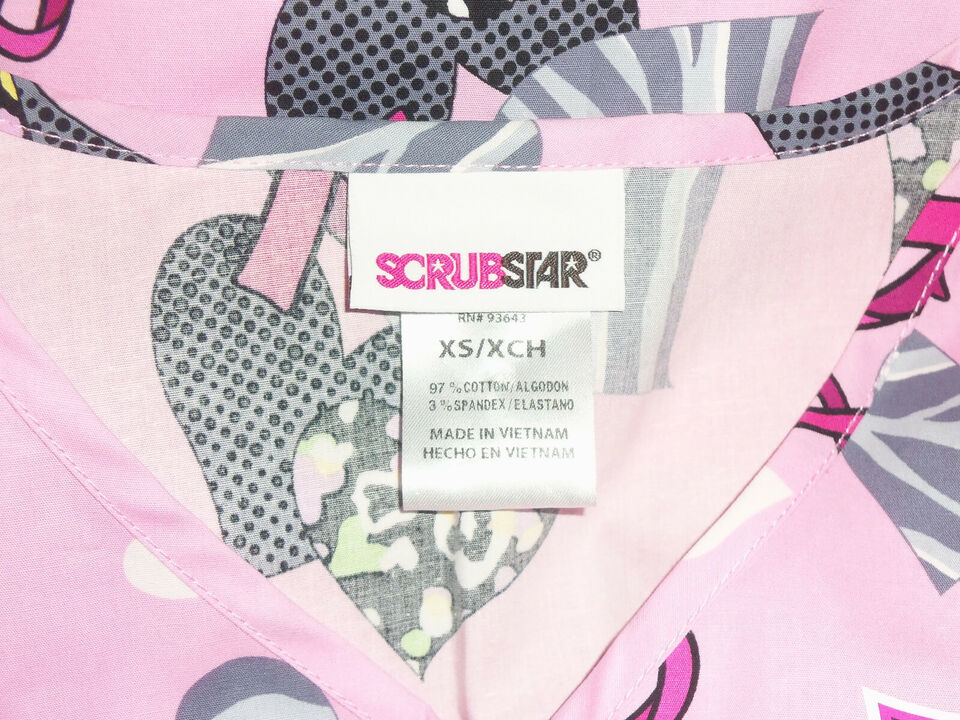 SCRUBSTAR®
RN# 93643
XS/XCH
97 % COTTON/ALGODON
3 % SPANDEX/ELASTANO
MADE IN VIETNAM
HECHO EN VIETNAM